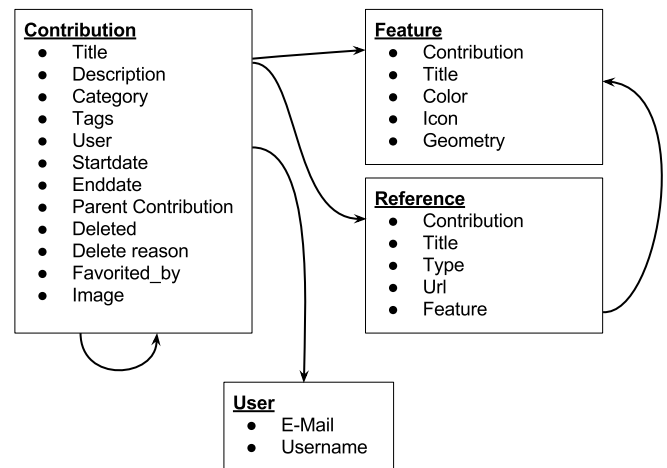 Contribution
● Title
● Description
● Category
● Tags
● User
● Startdate
● Enddate
● Parent Contribution
● Deleted
● Delete reason
● Favorited_by
● Image
Feature
● Contribution
● Title
● Color
● Icon
● Geometry
Reference
● Contribution
● Title
● Type
● Url
● Feature
User
● E-Mail
● Username